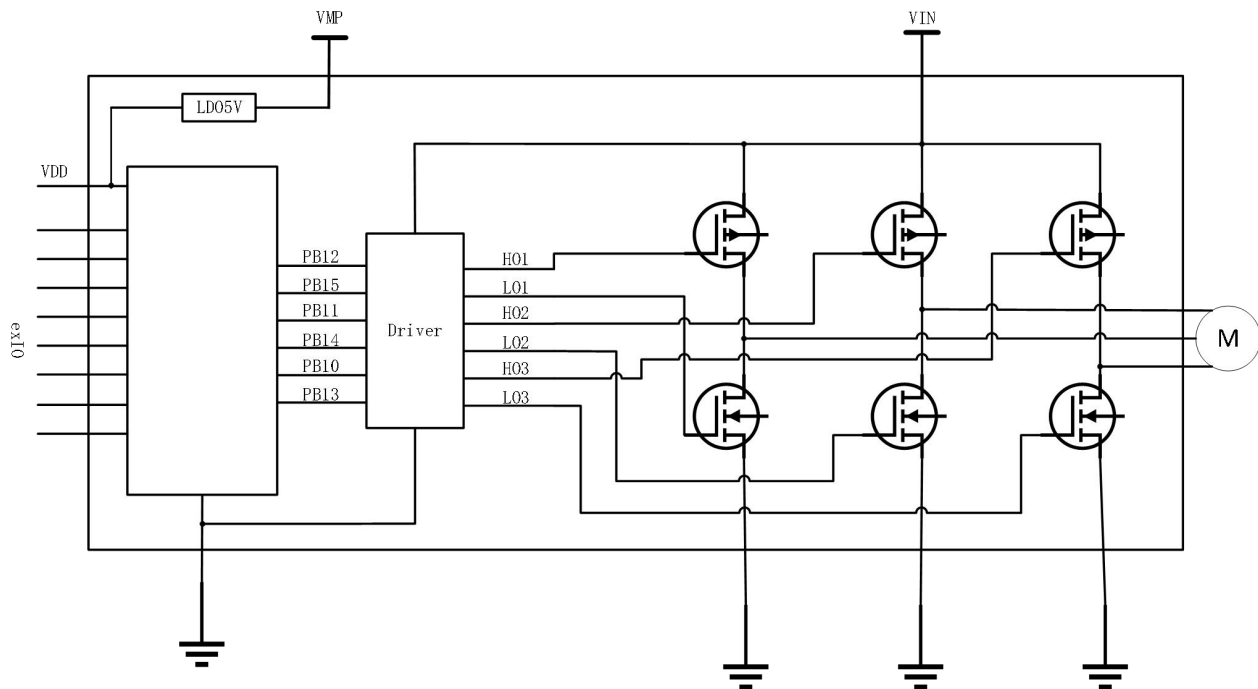 VMP
VIN
LDO5V
VDD
exIO
PB12
PB15
PB11
PB14
PB10
PB13
Driver
HO1
LO1
HO2
LO2
HO3
LO3
M